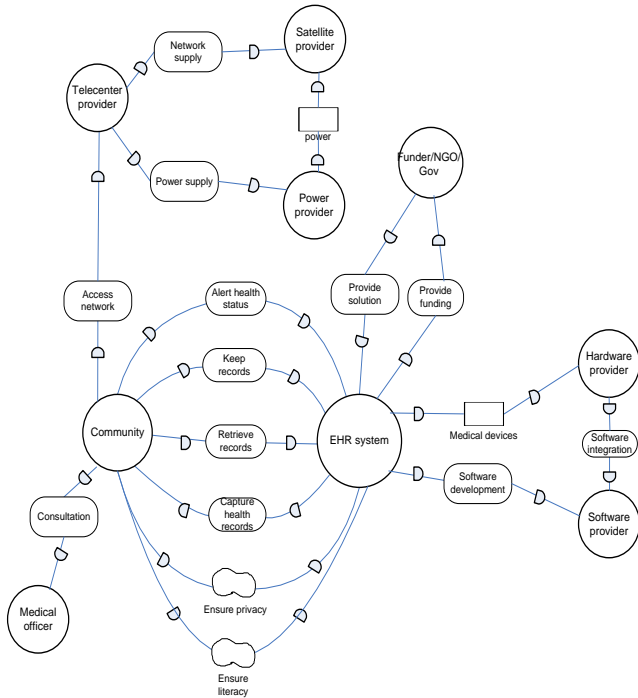 Satellite
provider
Network
supply
Telecenter
provider
power
Power supply
Power
provider
Funder/NGO/
Gov
Access
network
Alert health
status
Provide
solution
Provide
funding
Keep
records
Hardware
provider
Community
Retrieve
records
EHR system
Medical devices
Software
integration
Software
development
Capture
health
records
Consultation
Software
provider
Ensure privacy
Medical
officer
Ensure
literacy